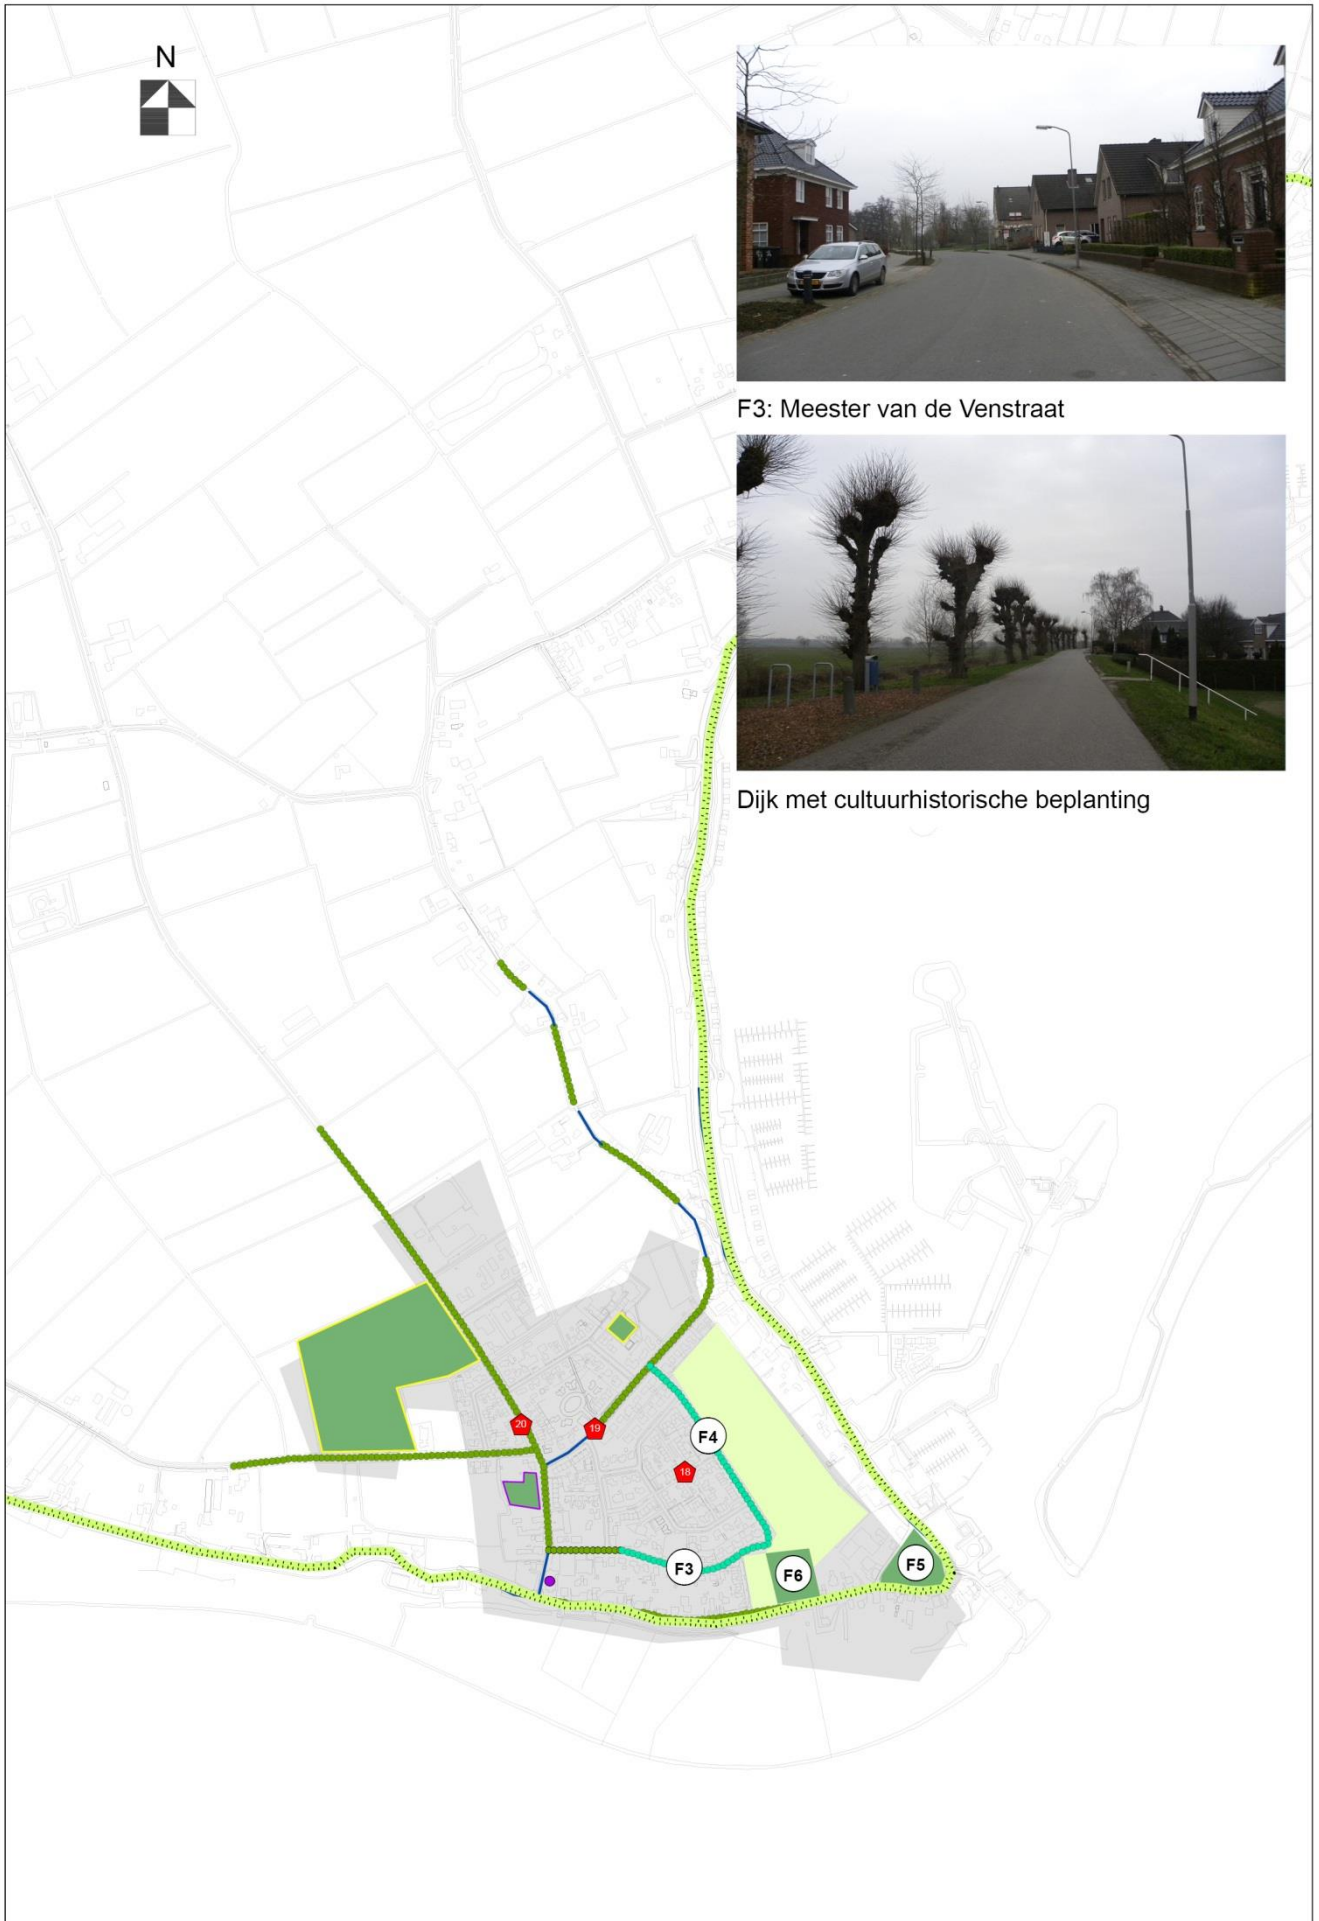 N
F3: Meester van de Venstraat
Dijk met cultuurhistorische beplanting
20
19
F4
18
F3
F6
F5